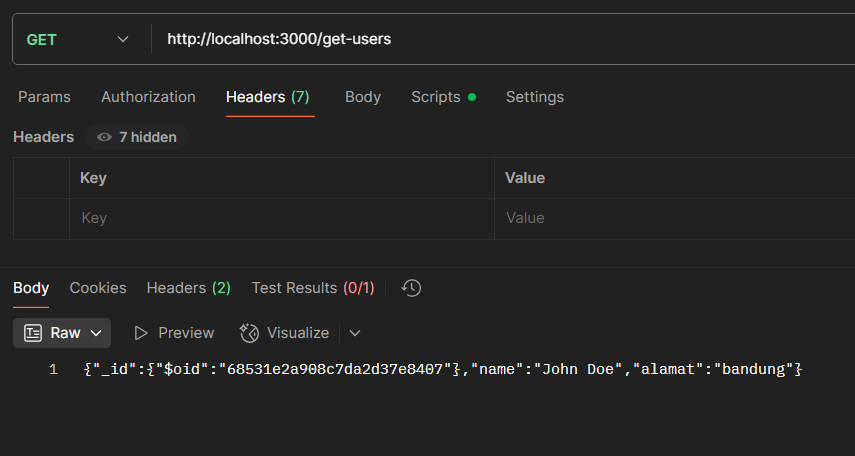 GET http://localhost:3000/get-users
Params Authorization Headers (7) Body Scripts Settings
Headers 7 hidden
Key Value
Key Value
Body Cookies Headers (2) Test Results (0/1)
Raw Preview Visualize
1 {"_id":{"$oid":"68531e2a908c7da2d37e8407"},"name":"John Doe","alamat":"bandung"}